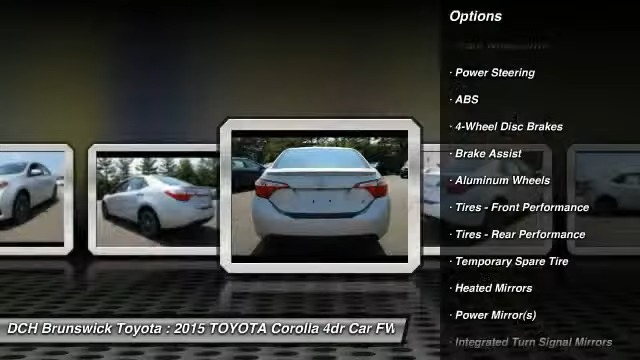 Options
· Power Steering
· ABS
· 4-Wheel Disc Brakes
· Brake Assist
· Aluminum Wheels
· Tires - Front Performance
· Tires - Rear Performance
· Temporary Spare Tire
· Heated Mirrors
· Power Mirror(s)
· Integrated Turn Signal Mirrors
DCH Brunswick Toyota : 2015 TOYOTA Corolla 4dr Car FW